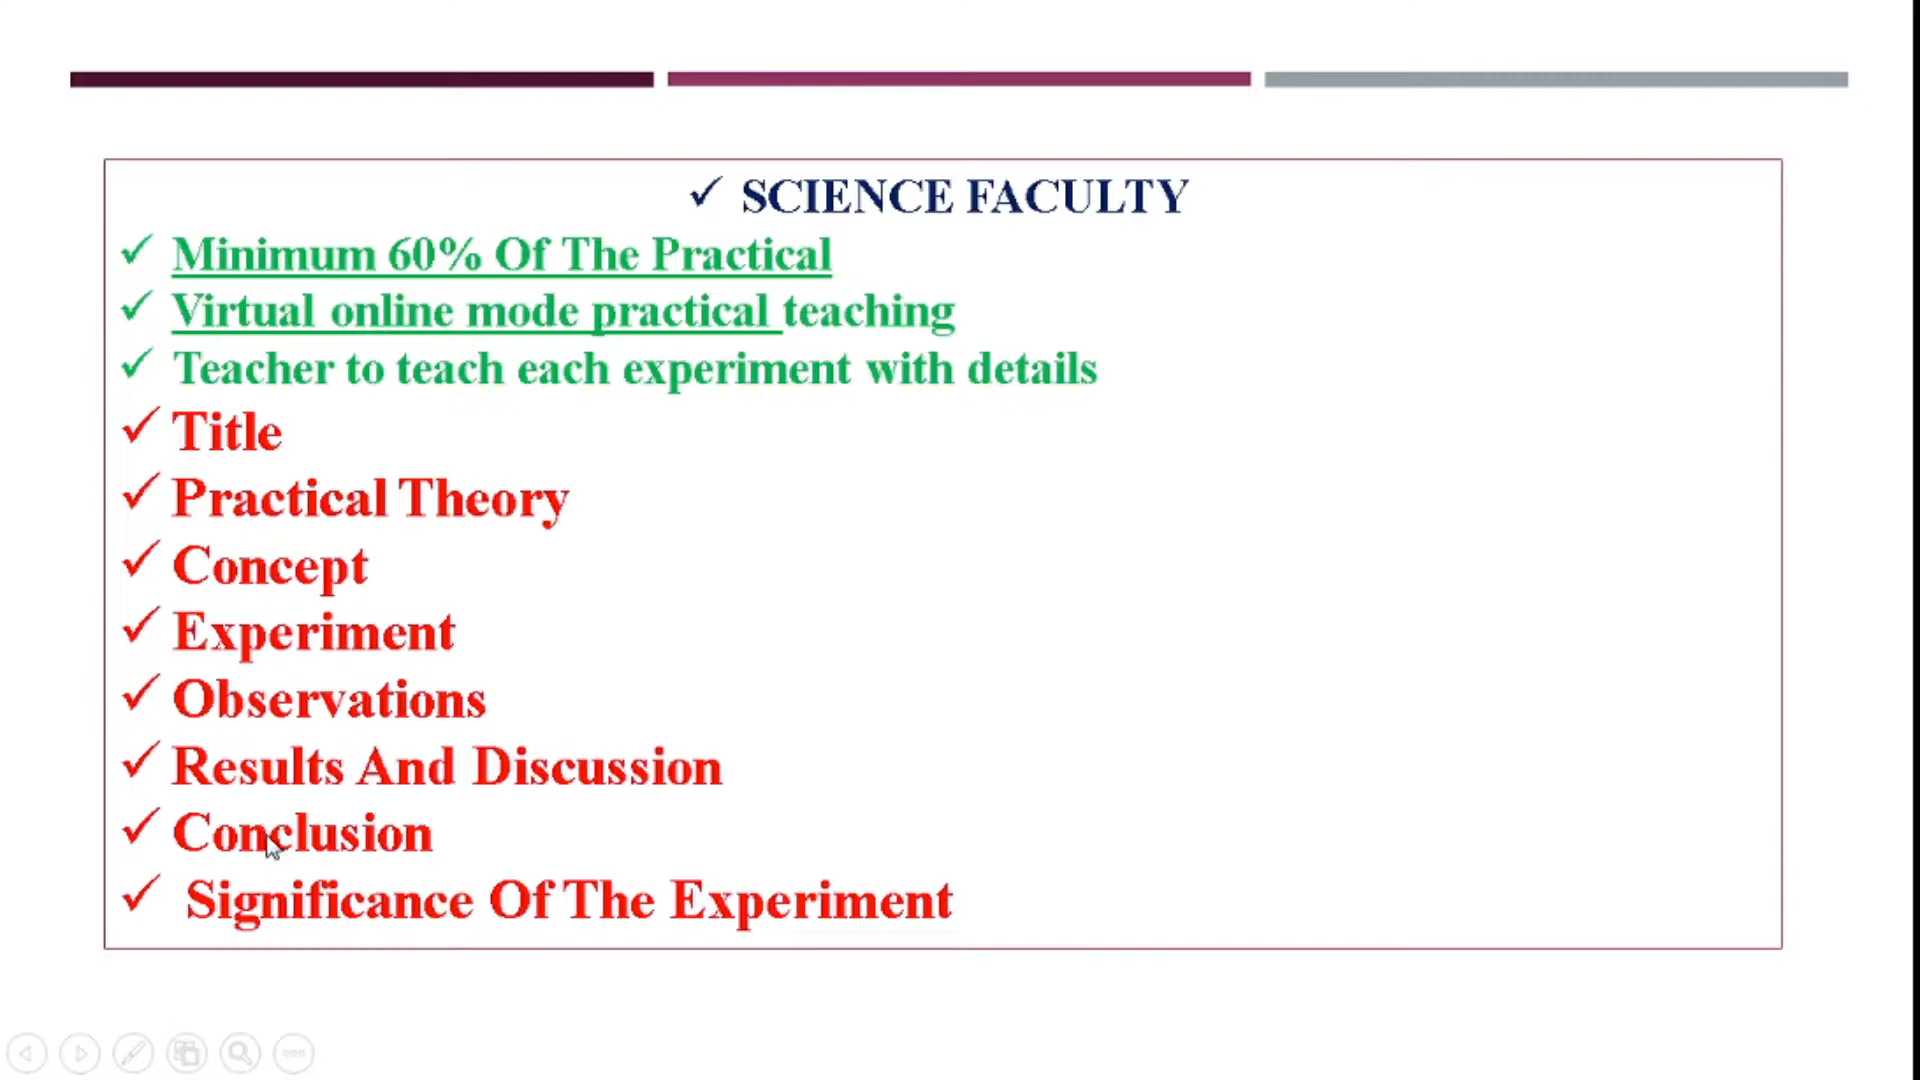 ✓ SCIENCE FACULTY
✓ Minimum 60% Of The Practical
✓ Virtual online mode practical teaching
✓ Teacher to teach each experiment with details
✓ Title
✓ Practical Theory
✓ Concept
✓ Experiment
✓ Observations
✓ Results And Discussion
✓ Conclusion
✓ Significance Of The Experiment